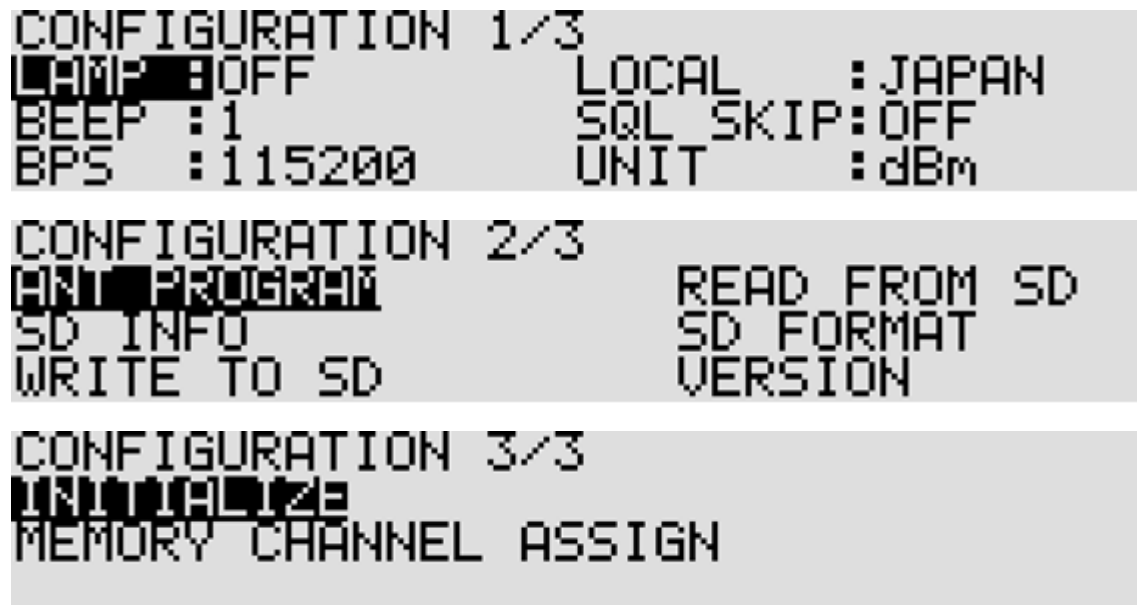 CONFIGURATION 1/3
LAMP :OFF LOCAL :JAPAN
BEEP :1 SQL SKIP:OFF
BPS :115200 UNIT :dBm
CONFIGURATION 2/3
ANT PROGRAM READ FROM SD
SD INFO SD FORMAT
WRITE TO SD VERSION
CONFIGURATION 3/3
INITIALIZE
MEMORY CHANNEL ASSIGN